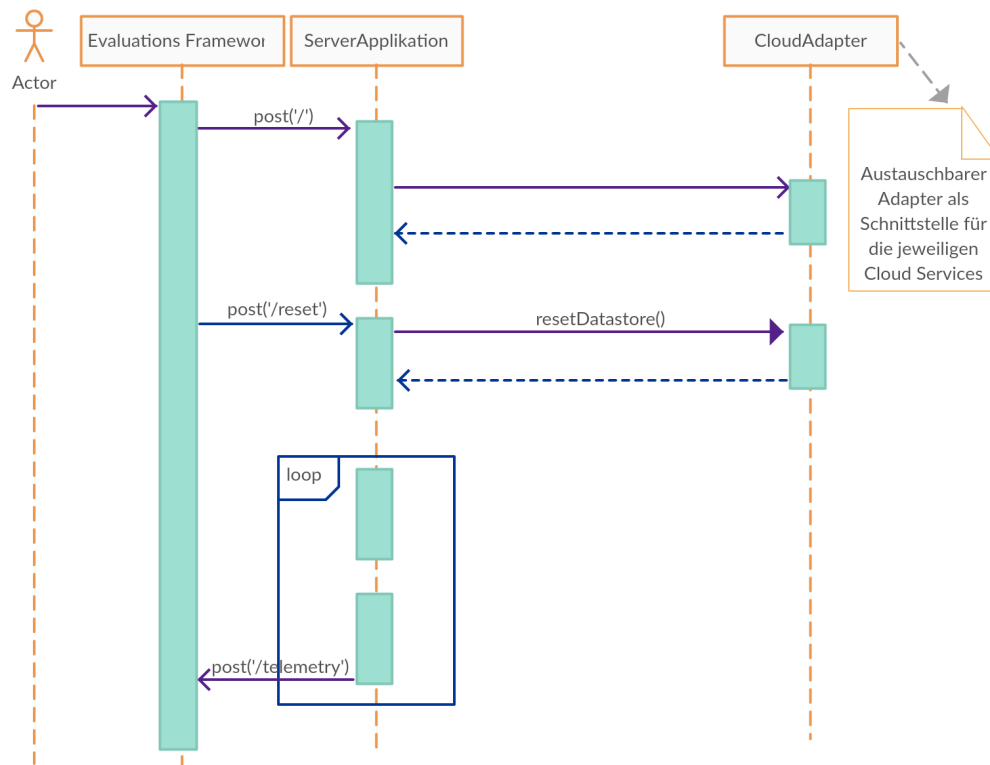 Evaluations Framewor
ServerApplikation
CloudAdapter
Actor
post('/')
Austauschbarer
Adapter als
Schnittstelle für
die jeweiligen
Cloud Services
post('/reset')
resetDatastore()
loop
post('/telemetry')